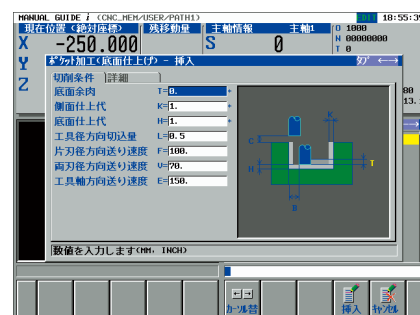 MANUAL GUIDE i (CNC_MEM/USER/PATH1) EDIT 18:55:3
現在位置(絶対座標) 残移動量 主軸情報 主軸1 O 1000
X -250.000 S 0 N 00000000
T 0
Y
Z
ポケット加工(底面仕上げ) - 挿入 タブ ←→
切削条件 詳細
底面余肉 T=0. *
側面仕上代 K=1. *
底面仕上代 H=1. *
工具径方向切込量 L=0.5
片刃径方向送り速度 F=100.
両刃径方向送り速度 V=70.
工具軸方向送り速度 E=150.
K
C
T
H
数値を入力します(MM, INCH)
カーソル替
挿入
キャンセル